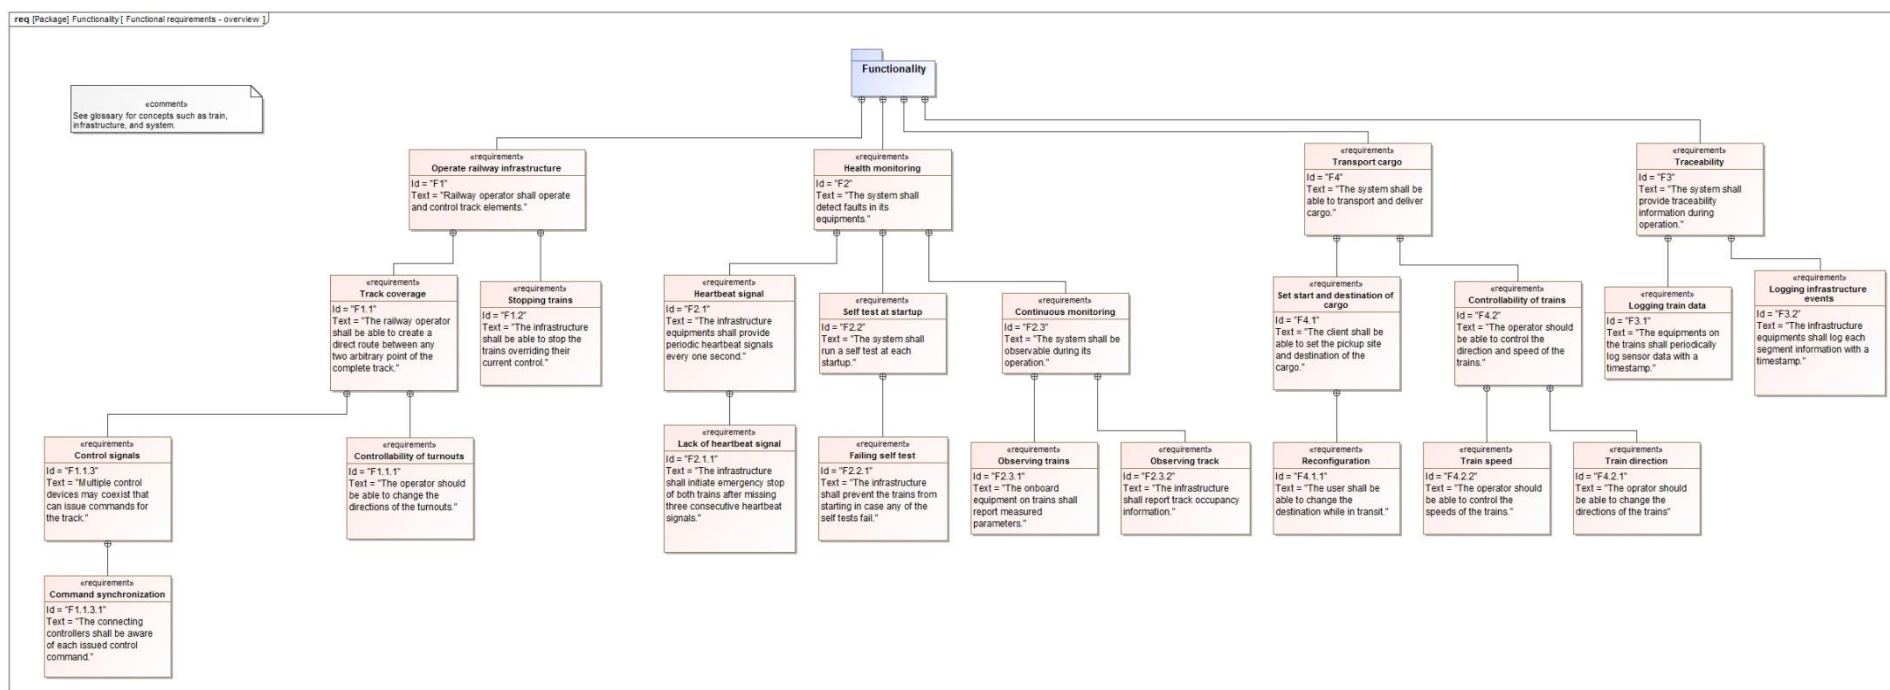 req [Package] Functionality [ Functional requirements - overview ]
«comment»
See glossary for concepts such as train,
infrastructure, and system.
Functionality
«requirement»
Operate railway infrastructure
Id = "F1"
Text = "Railway operator shall operate
and control track elements."
«requirement»
Health monitoring
Id = "F2"
Text = "The system shall
detect faults in its
equipments."
«requirement»
Transport cargo
Id = "F4"
Text = "The system shall be
able to transport and deliver
cargo."
«requirement»
Traceability
Id = "F3"
Text = "The system shall
provide traceability
information during
operation."
«requirement»
Track coverage
Id = "F1.1"
Text = "The railway operator
shall be able to create a
direct route between any
two arbitrary point of the
complete track."
«requirement»
Stopping trains
Id = "F1.2"
Text = "The infrastructure
shall be able to stop the
trains overriding their
current control."
«requirement»
Heartbeat signal
Id = "F2.1"
Text = "The infrastructure
equipments shall provide
periodic heartbeat signals
every one second."
«requirement»
Self test at startup
Id = "F2.2"
Text = "The system shall
run a self test at each
startup."
«requirement»
Continuous monitoring
Id = "F2.3"
Text = "The system shall be
observable during its
operation."
«requirement»
Set start and destination of
cargo
Id = "F4.1"
Text = "The client shall be
able to set the pickup site
and destination of the
cargo."
«requirement»
Controllability of trains
Id = "F4.2"
Text = "The operator should
be able to control the
direction and speed of the
trains."
«requirement»
Logging train data
Id = "F3.1"
Text = "The equipments on
the trains shall periodically
log sensor data with a
timestamp."
«requirement»
Logging infrastructure
events
Id = "F3.2"
Text = "The infrastructure
equipments shall log each
segment information with a
timestamp."
«requirement»
Control signals
Id = "F1.1.3"
Text = "Multiple control
devices may coexist that
can issue commands for
the track."
«requirement»
Controllability of turnouts
Id = "F1.1.1"
Text = "The operator should
be able to change the
directions of the turnouts."
«requirement»
Lack of heartbeat signal
Id = "F2.1.1"
Text = "The infrastructure
shall initiate emergency stop
of both trains after missing
three consecutive heartbeat
signals."
«requirement»
Failing self test
Id = "F2.2.1"
Text = "The infrastructure
shall prevent the trains from
starting in case any of the
self tests fail."
«requirement»
Observing trains
Id = "F2.3.1"
Text = "The onboard
equipment on trains shall
report measured
parameters."
«requirement»
Observing track
Id = "F2.3.2"
Text = "The infrastructure
shall report track occupancy
information."
«requirement»
Reconfiguration
Id = "F4.1.1"
Text = "The user shall be
able to change the
destination while in transit."
«requirement»
Train speed
Id = "F4.2.2"
Text = "The operator should
be able to control the
speeds of the trains."
«requirement»
Train direction
Id = "F4.2.1"
Text = "The oprator should
be able to change the
directions of the trains"
«requirement»
Command synchronization
Id = "F1.1.3.1"
Text = "The connecting
controllers shall be aware
of each issued control
command."